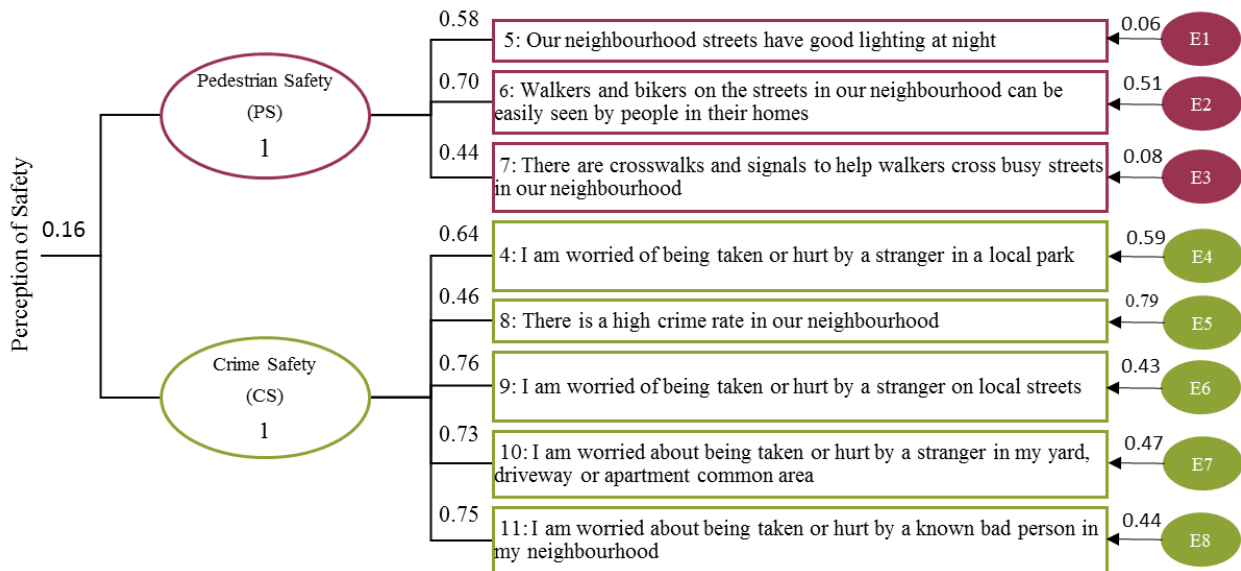 Perception of Safety
0.16
Pedestrian Safety
(PS)
1
Crime Safety
(CS)
1
0.58
5: Our neighbourhood streets have good lighting at night
0.06
E1
0.70
6: Walkers and bikers on the streets in our neighbourhood can be
easily seen by people in their homes
0.51
E2
0.44
7: There are crosswalks and signals to help walkers cross busy streets
in our neighbourhood
0.08
E3
0.64
4: I am worried of being taken or hurt by a stranger in a local park
0.59
E4
0.46
8: There is a high crime rate in our neighbourhood
0.79
E5
0.76
9: I am worried of being taken or hurt by a stranger on local streets
0.43
E6
0.73
10: I am worried about being taken or hurt by a stranger in my yard,
driveway or apartment common area
0.47
E7
0.75
11: I am worried about being taken or hurt by a known bad person in
my neighbourhood
0.44
E8